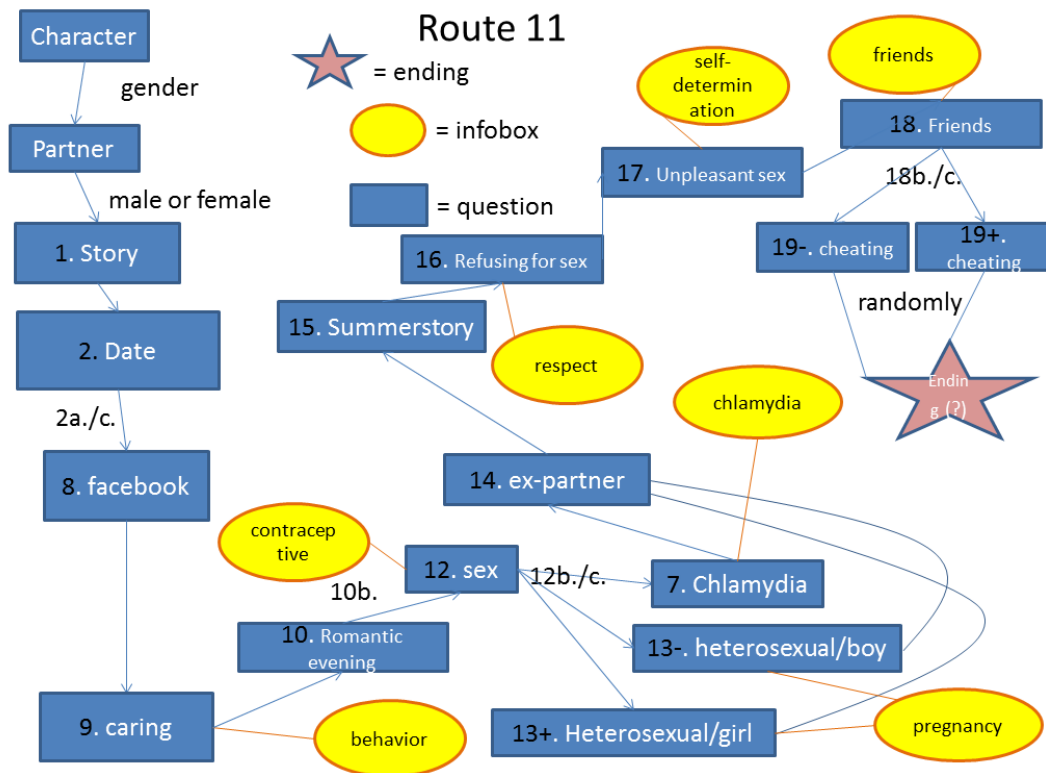 Route 11
Character
gender
Partner
male or female
1. Story
2. Date
2a./c.
8. facebook
9. caring
= ending
= infobox
= question
behavior
10. Romantic
evening
10b.
contracep
tive
12. sex
12b./c.
7. Chlamydia
chlamydia
13-. heterosexual/boy
13+. Heterosexual/girl
pregnancy
14. ex-partner
15. Summerstory
16. Refusing for sex
respect
17. Unpleasant sex
self-
determin
ation
18. Friends
friends
18b./c.
19-. cheating
19+.
cheating
randomly
Endin
g (?)